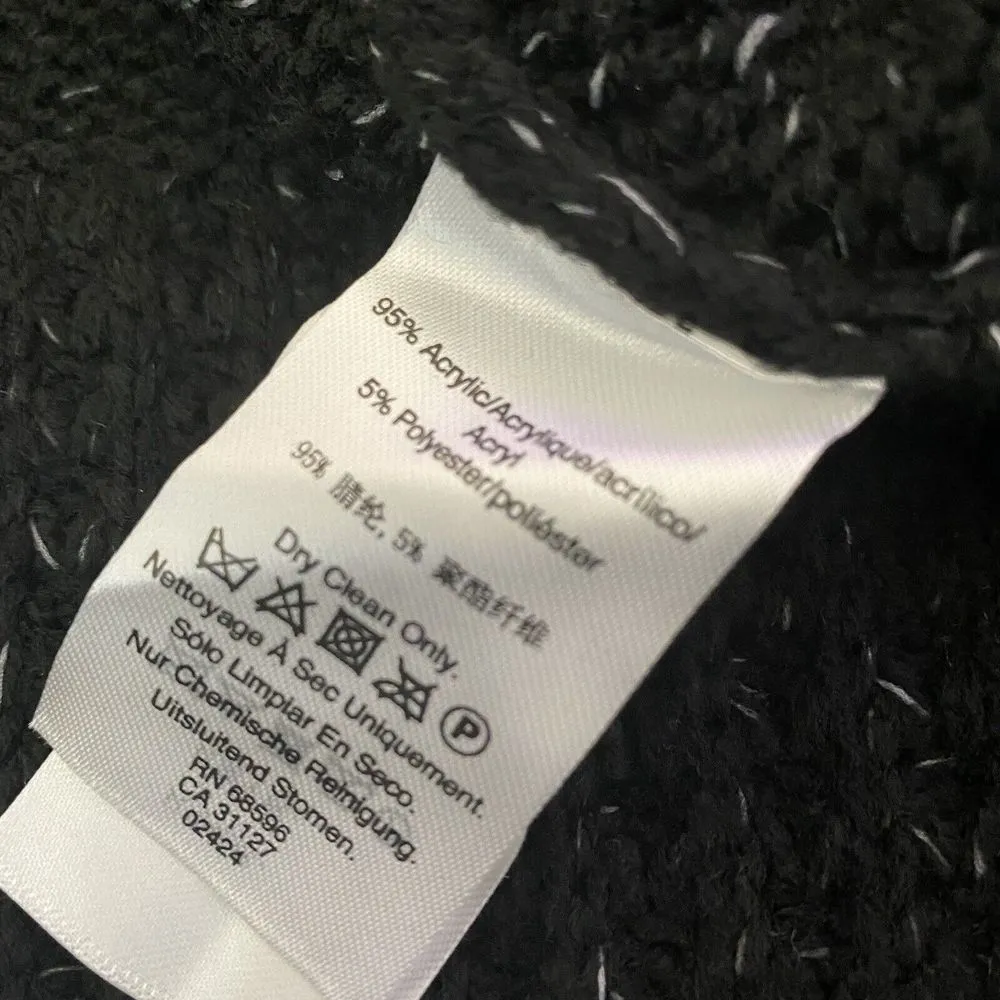 95% Acrylic/Acrylique/acrílico/
Acryl
5% Polyester/poliéster
95% 腈纶, 5% 聚酯纤维
Dry Clean Only.
P
Nettoyage À Sec Uniquement.
Sólo Limpiar En Seco.
Nur Chemische Reinigung.
Uitsluitend Stomen.
RN 68596
CA 31127
02424